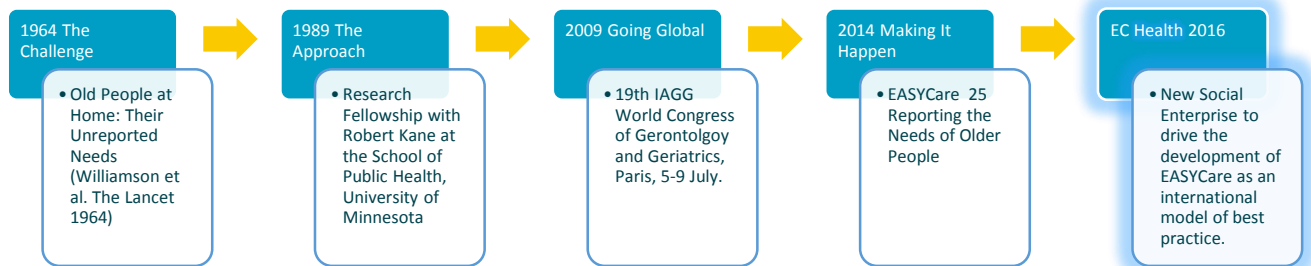 1964 The
Challenge
• Old People at
Home: Their
Unreported
Needs
(Williamson et
al. The Lancet
1964)
1989 The
Approach
• Research
Fellowship with
Robert Kane at
the School of
Public Health,
University of
Minnesota
2009 Going Global
• 19th IAGG
World Congress
of Gerontolgoy
and Geriatrics,
Paris, 5-9 July.
2014 Making It
Happen
• EASYCare 25
Reporting the
Needs of Older
People
EC Health 2016
• New Social
Enterprise to
drive the
development of
EASYCare as an
international
model of best
practice.